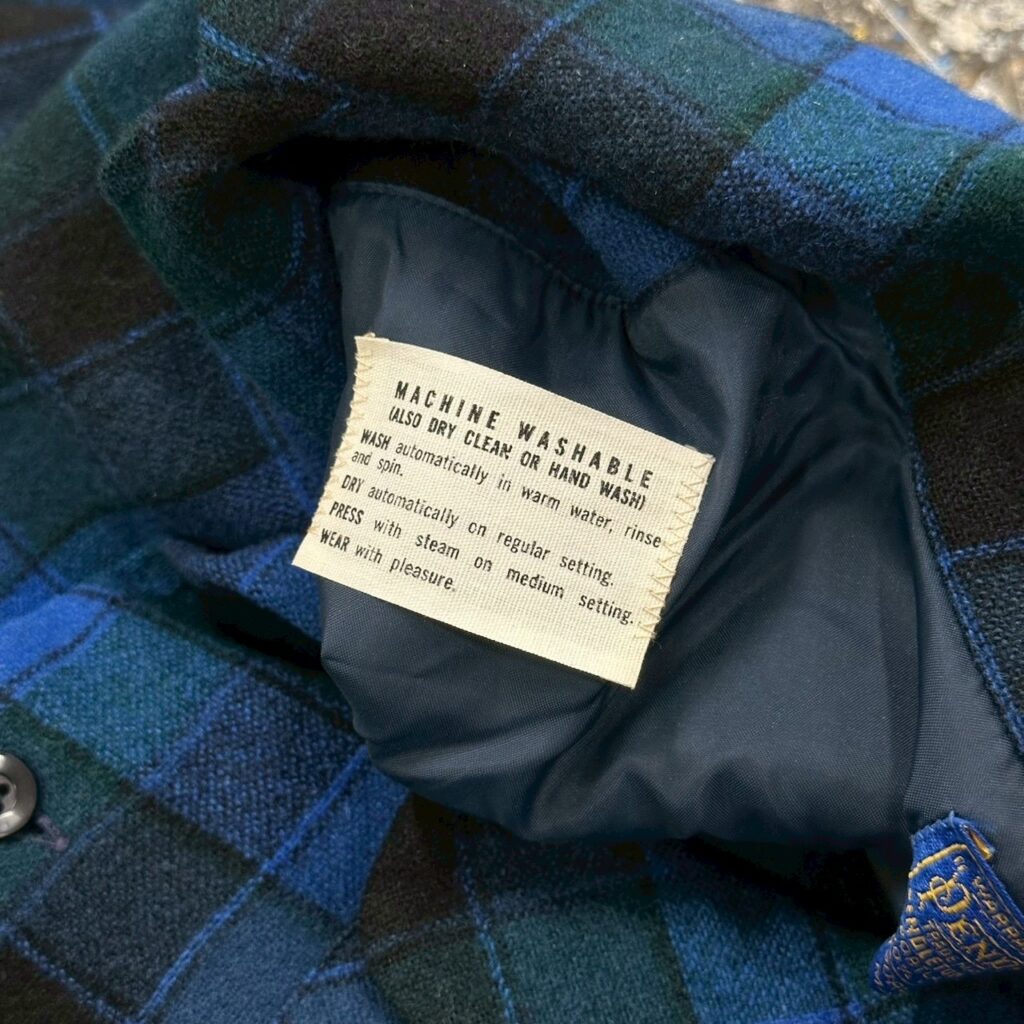 MACHINE WASHABLE
(ALSO DRY CLEAN OR HAND WASH)
WASH automatically in warm water, rinse
and spin.
DRY automatically on regular setting.
PRESS with steam on medium setting.
WEAR with pleasure.